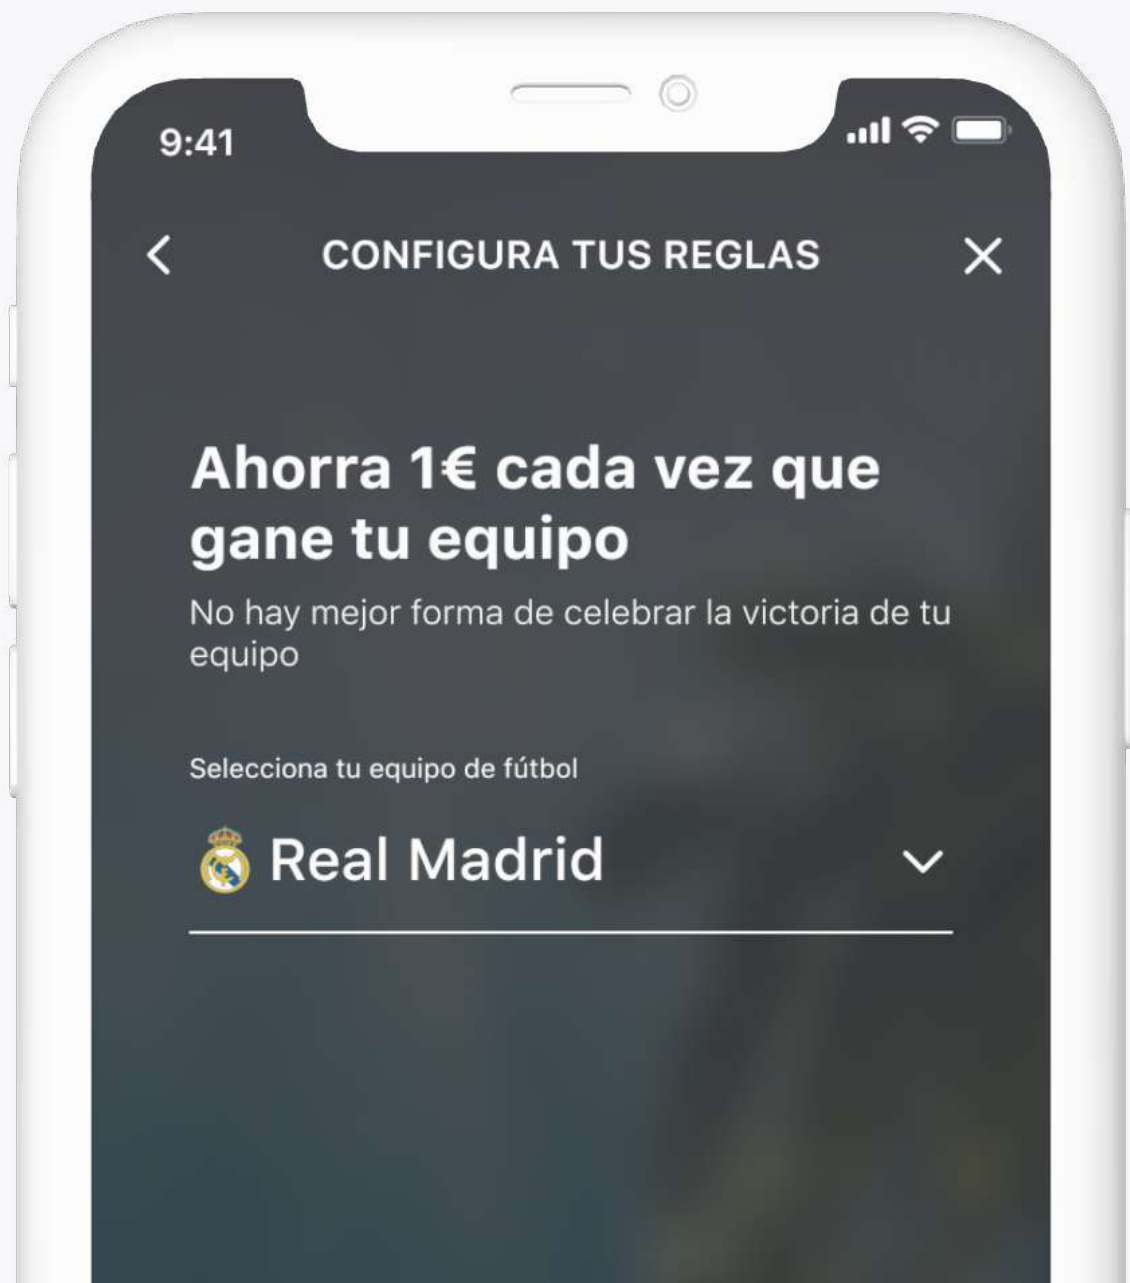 9:41
CONFIGURA TUS REGLAS
Ahorra 1€ cada vez que
gane tu equipo
No hay mejor forma de celebrar la victoria de tu
equipo
Selecciona tu equipo de fútbol
Real Madrid